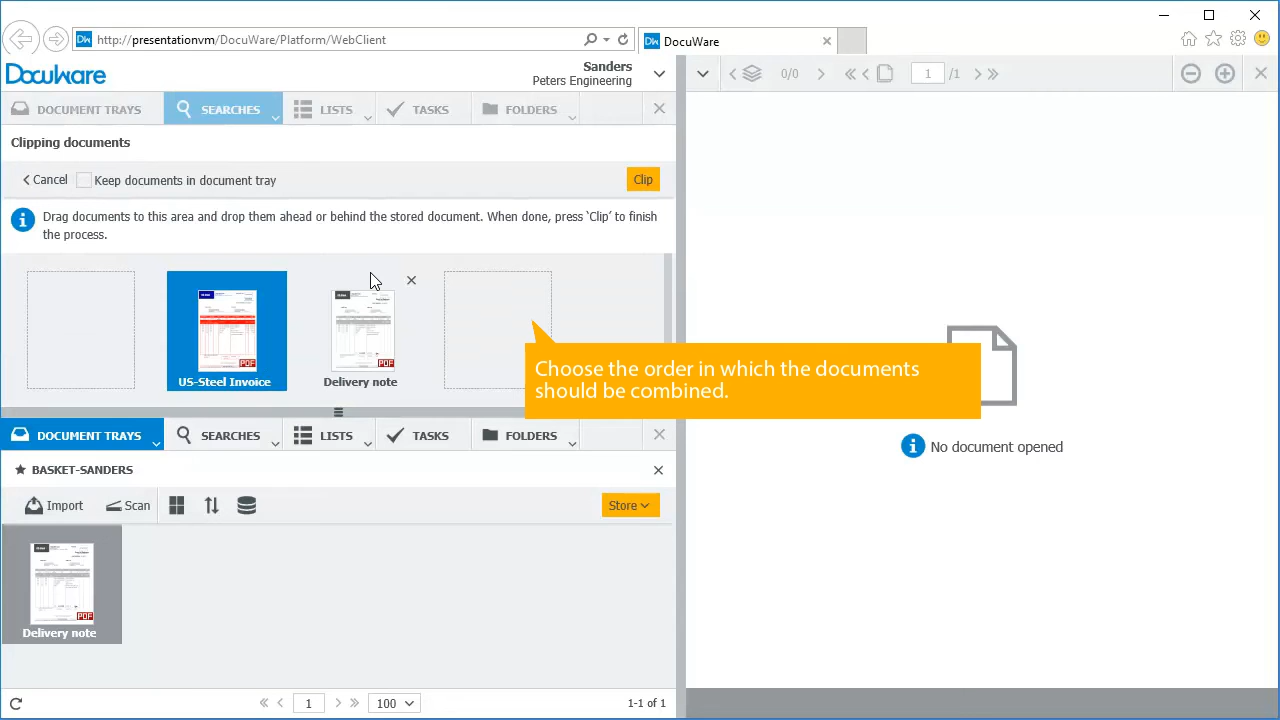 http://presentationvm/DocuWare/Platform/WebClient
DocuWare
DocuWare
Sanders
Peters Engineering
0/0
1
/1
DOCUMENT TRAYS
SEARCHES
LISTS
TASKS
FOLDERS
Clipping documents
Cancel
Keep documents in document tray
Clip
Drag documents to this area and drop them ahead or behind the stored document. When done, press 'Clip' to finish
the process.
PDF
US-Steel Invoice
PDF
Delivery note
Choose the order in which the documents
should be combined.
DOCUMENT TRAYS
SEARCHES
LISTS
TASKS
FOLDERS
No document opened
BASKET-SANDERS
Import
Scan
Store
PDF
Delivery note
1
100
1-1 of 1